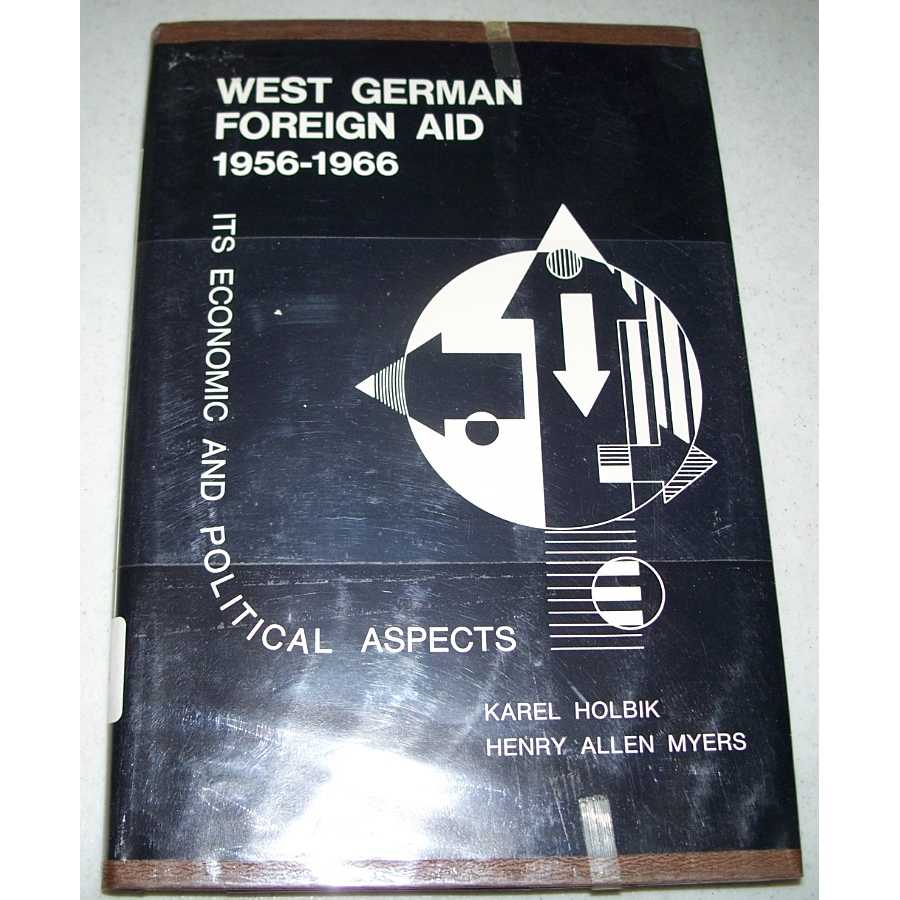 WEST GERMAN
FOREIGN AID
1956-1966
ITS ECONOMIC AND POLITICAL ASPECTS
KAREL HOLBIK
HENRY ALLEN MYERS